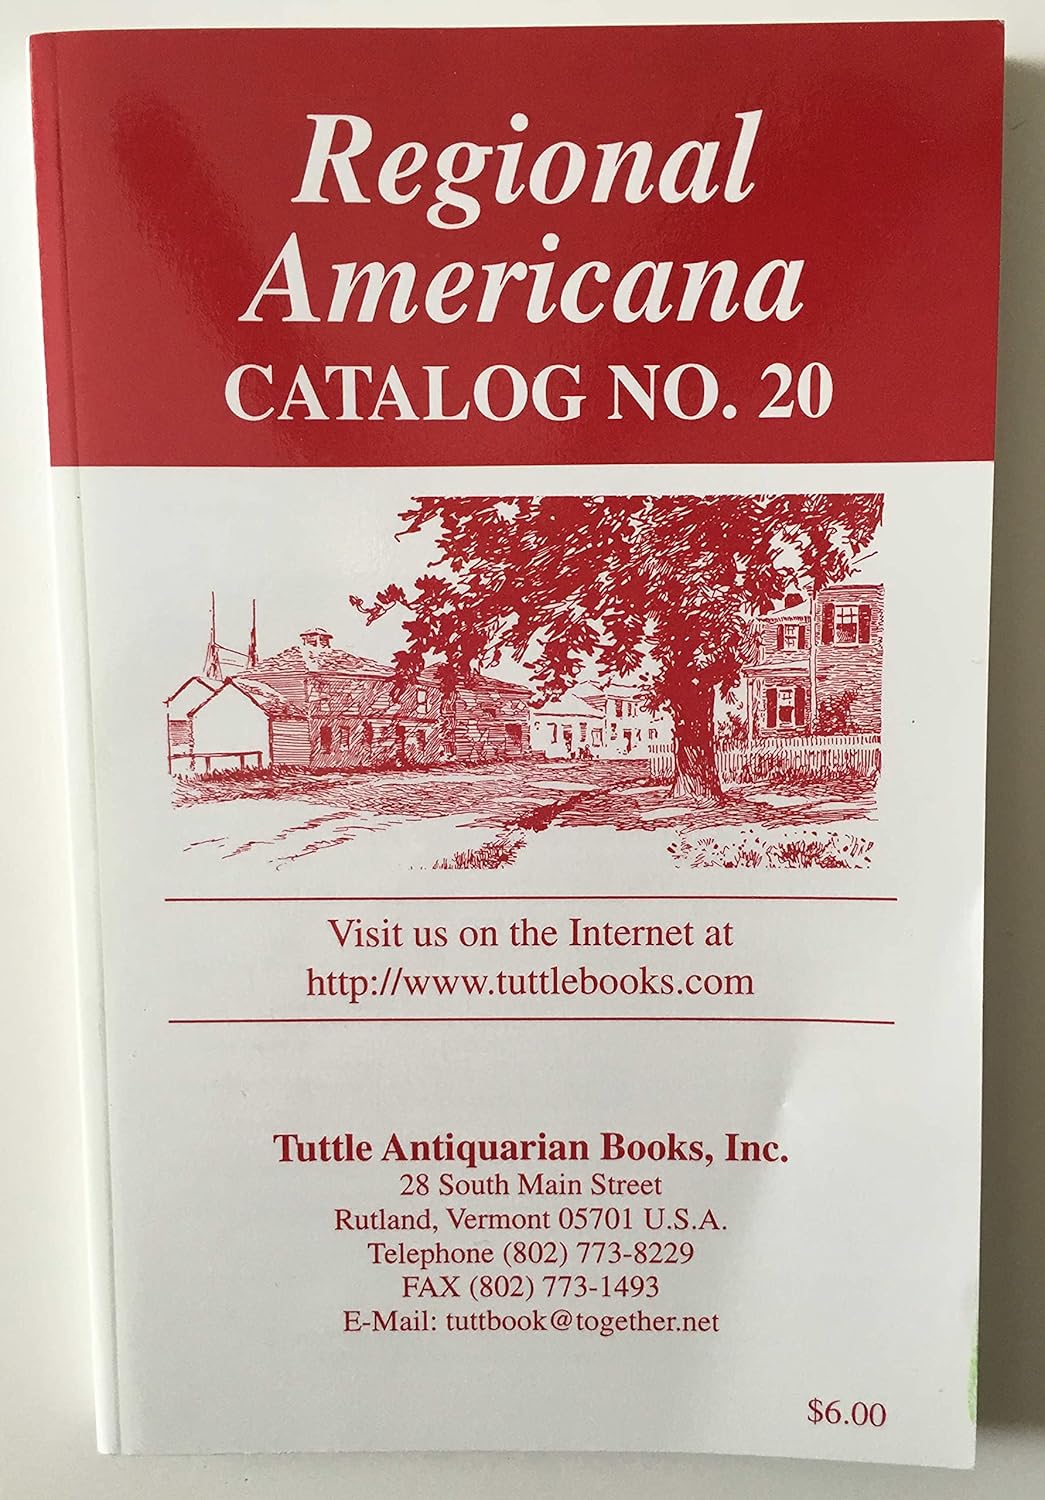 Regional
Americana
CATALOG NO. 20
Visit us on the Internet at
http://www.tuttlebooks.com
Tuttle Antiquarian Books, Inc.
28 South Main Street
Rutland, Vermont 05701 U.S.A.
Telephone (802) 773-8229
FAX (802) 773-1493
E-Mail: tuttbook@together.net
$6.00